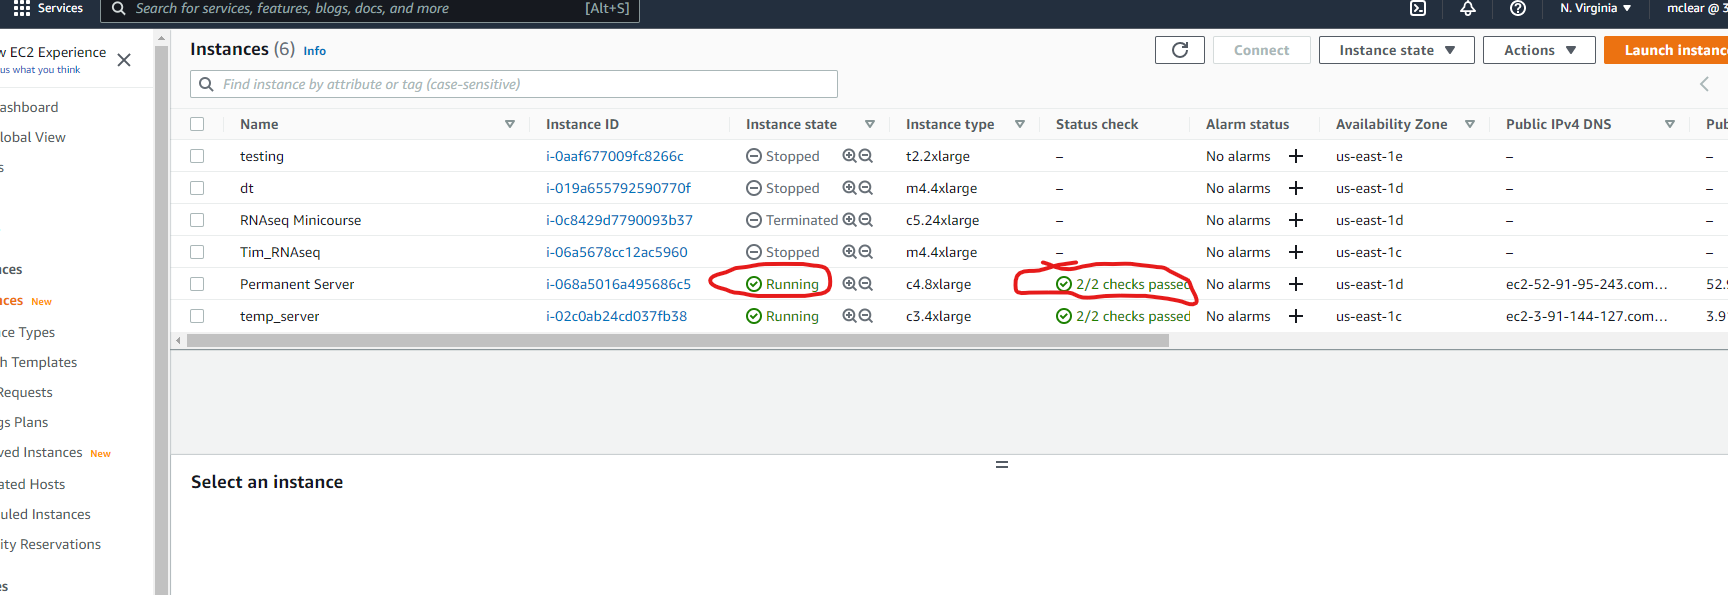 Services Search for services, features, blogs, docs, and more [Alt+S] N. Virginia mclear @ 3
w EC2 Experience
us what you think
ashboard
lobal View
s
nces
nces New
nce Types
h Templates
Requests
gs Plans
ved Instances New
ated Hosts
uled Instances
ity Reservations
es
Instances (6) Info Connect Instance state Actions Launch instanc
Find instance by attribute or tag (case-sensitive)
Name Instance ID Instance state Instance type Status check Alarm status Availability Zone Public IPv4 DNS Pub
testing i-0aaf677009fc8266c Stopped t2.2xlarge – No alarms + us-east-1e – –
dt i-019a655792590770f Stopped m4.4xlarge – No alarms + us-east-1d – –
RNAseq Minicourse i-0c8429d7790093b37 Terminated c5.24xlarge – No alarms + us-east-1d – –
Tim_RNAseq i-06a5678cc12ac5960 Stopped m4.4xlarge – No alarms + us-east-1c – –
Permanent Server i-068a5016a495686c5 Running c4.8xlarge 2/2 checks passed No alarms + us-east-1d ec2-52-91-95-243.com... 52.9
temp_server i-02c0ab24cd037fb38 Running c3.4xlarge 2/2 checks passed No alarms + us-east-1c ec2-3-91-144-127.com... 3.91
Select an instance